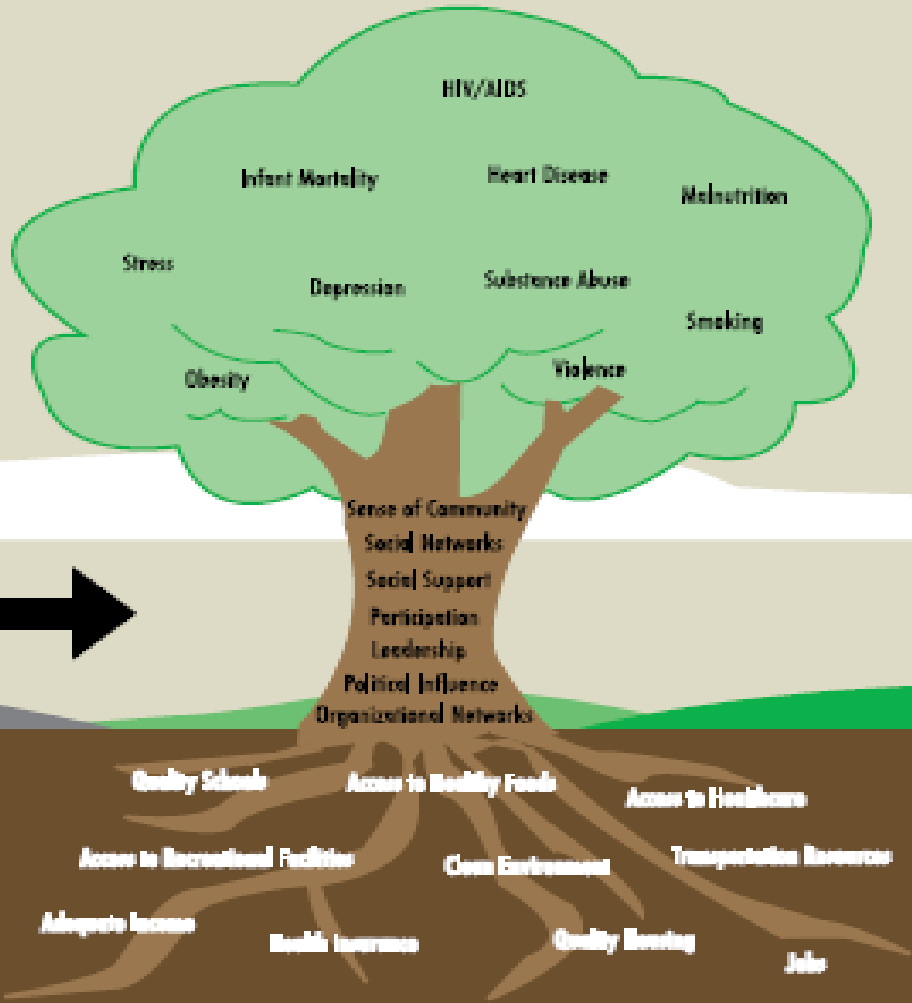 HIV/AIDS
Infant Mortality
Heart Disease
Malnutrition
Stress
Depression
Substance Abuse
Smoking
Obesity
Violence
Sense of Community
Social Networks
Social Support
Participation
Leadership
Political Influence
Organizational Networks
Quality Schools
Access to Healthy Foods
Access to Healthcare
Access to Recreational Facilities
Clean Environment
Transportation Resources
Adequate Income
Health Insurance
Quality Housing
Jobs